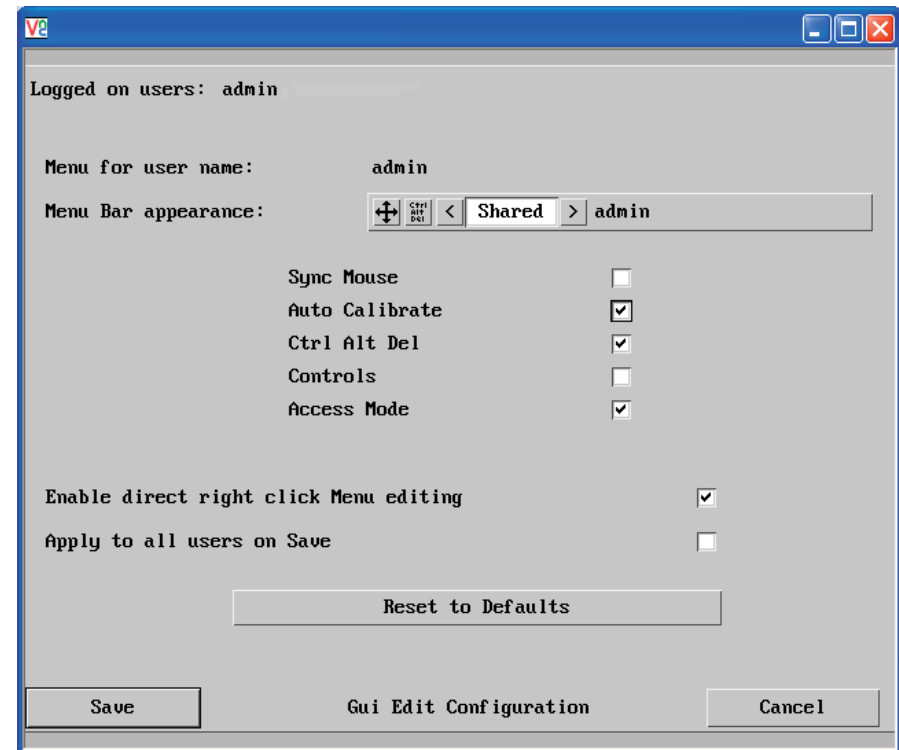 V2
Logged on users: admin
Menu for user name: admin
Menu Bar appearance: Ctrl Alt Del < Shared > admin
Sync Mouse
Auto Calibrate
Ctrl Alt Del
Controls
Access Mode
Enable direct right click Menu editing
Apply to all users on Save
Reset to Defaults
Save Gui Edit Configuration Cancel